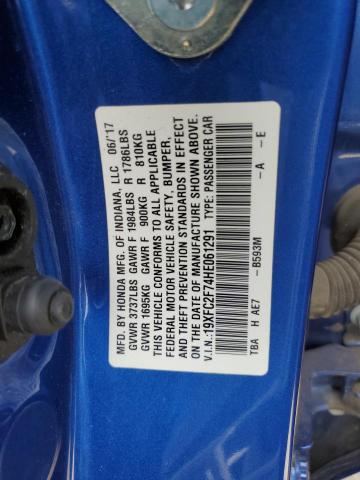 MFD. BY HONDA MFG. OF INDIANA, LLC 06/17
GVWR 3737LBS GAWR F 1984LBS R 1786LBS
GVWR 1695KG GAWR F 900KG R 810KG
THIS VEHICLE CONFORMS TO ALL APPLICABLE
FEDERAL MOTOR VEHICLE SAFETY, BUMPER,
AND THEFT PREVENTION STANDARDS IN EFFECT
ON THE DATE OF MANUFACTURE SHOWN ABOVE.
V.I.N.:19XFC2F74HE061291 TYPE: PASSENGER CAR
TBA H AE7 -B593M -A -E